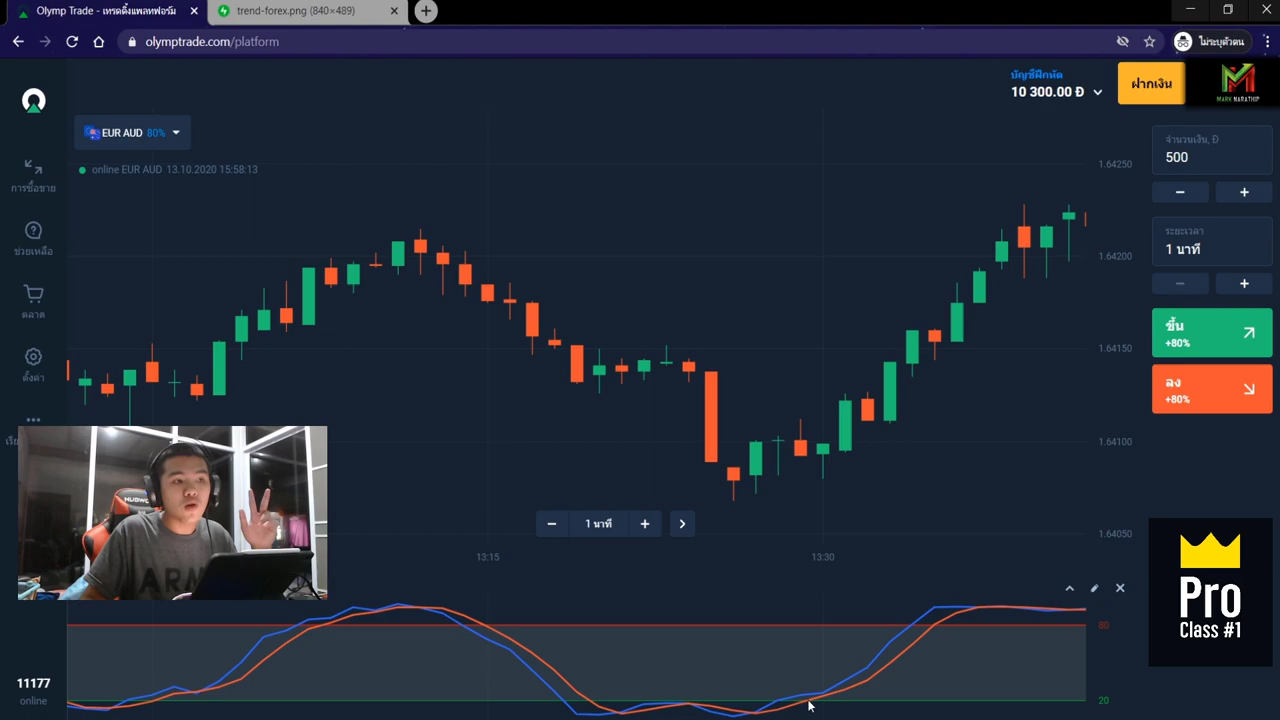 Olymp Trade - เทรดดิ้งแพลทฟอร์ม
trend-forex.png (840×489)
olymptrade.com/platform
ไม่ระบุตัวตน
บัญชีฝึกหัด
10 300.00 Đ
ฝากเงิน
MARK NARATHIP
EUR AUD 80%
online EUR AUD 13.10.2020 15:58:13
การซื้อขาย
ช่วยเหลือ
ตลาด
ตั้งค่า
จำนวนเงิน, Đ
500
ระยะเวลา
1 นาที
ขึ้น
+80%
ลง
+80%
1.64250
1.64200
1.64150
1.64100
1.64050
1 นาที
13:15
13:30
80
20
11177
online
Pro
Class #1